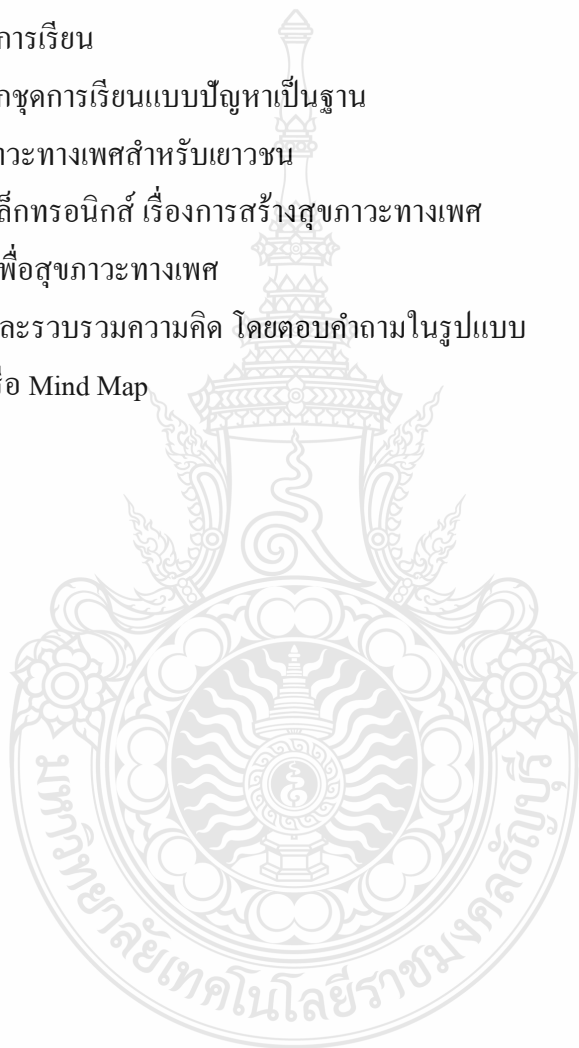 การเรียน
กชุดการเรียนแบบปัญหาเป็นฐาน
าวะทางเพศสำหรับเยาวชน
ล็กทรอนิกส์ เรื่องการสร้างสุขภาวะทางเพศ
พื่อสุขภาวะทางเพศ
ละรวบรวมความคิด โดยตอบคำถามในรูปแบบ
รือ Mind Map
มหาวิทยาลัยเทคโนโลยีราชมงคลธัญบุรี